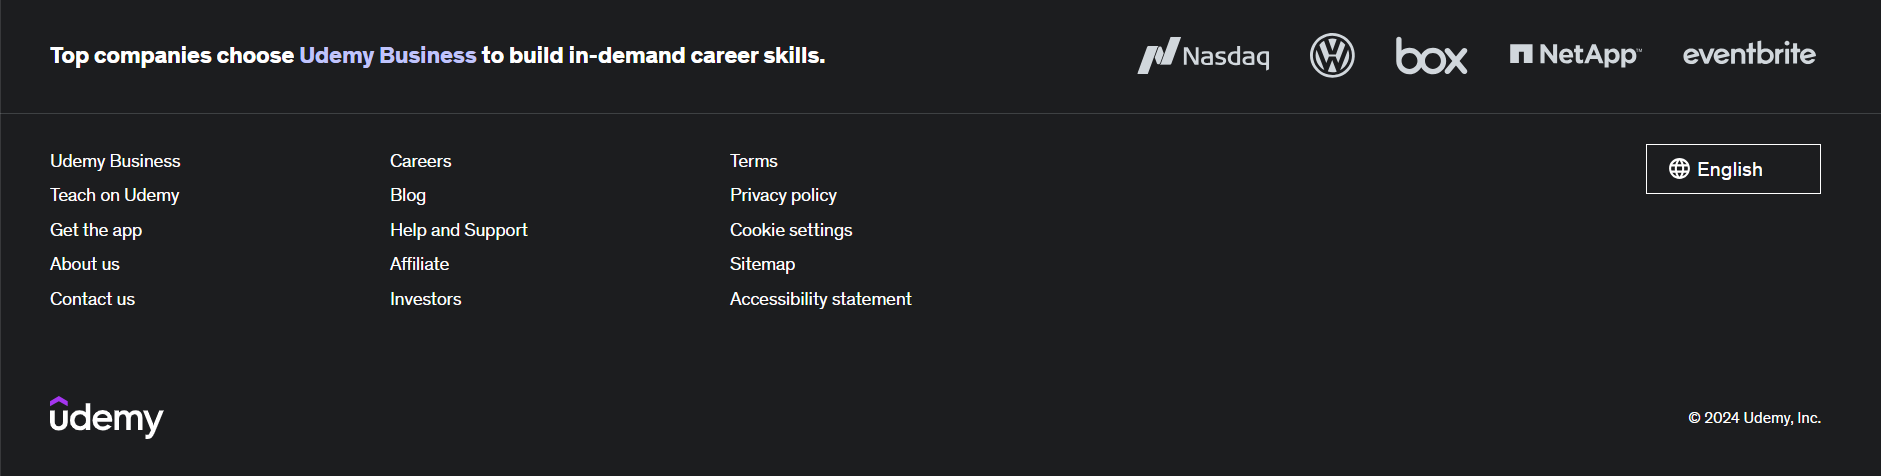 Top companies choose Udemy Business to build in-demand career skills.
Nasdaq
VW
box
NetApp™
eventbrite
Udemy Business
Teach on Udemy
Get the app
About us
Contact us
Careers
Blog
Help and Support
Affiliate
Investors
Terms
Privacy policy
Cookie settings
Sitemap
Accessibility statement
English
udemy
© 2024 Udemy, Inc.